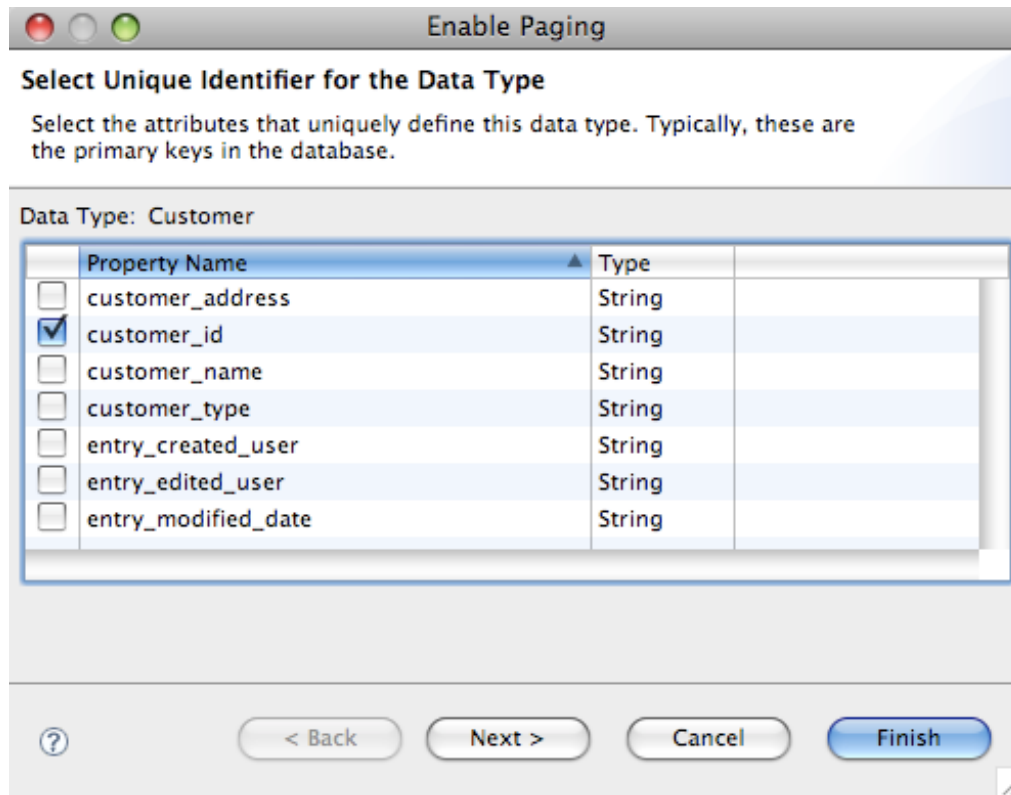 Enable Paging
Select Unique Identifier for the Data Type
Select the attributes that uniquely define this data type. Typically, these are
the primary keys in the database.
Data Type: Customer
Property Name Type
customer_address String
customer_id String
customer_name String
customer_type String
entry_created_user String
entry_edited_user String
entry_modified_date String
? < Back Next > Cancel Finish